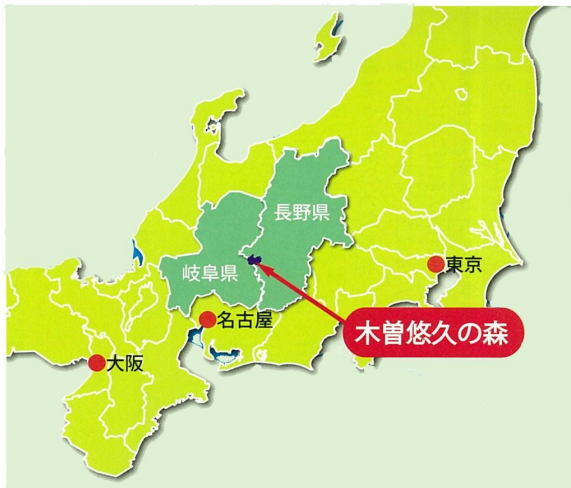 長野県
岐阜県
東京
名古屋
木曽悠久の森
大阪